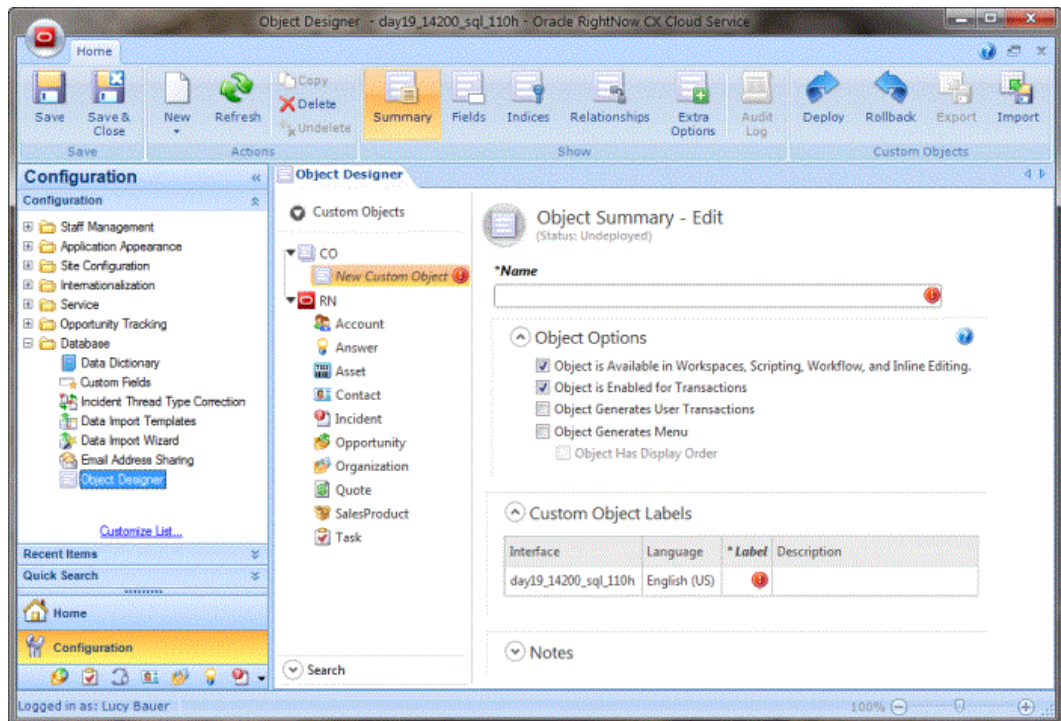 Object Designer - day19_14200_sql_110h - Oracle RightNow CX Cloud Service
Home
Save
Save & Close
New
Refresh
Copy
Delete
Undelete
Summary
Fields
Indices
Relationships
Extra Options
Audit Log
Deploy
Rollback
Export
Import
Save
Actions
Show
Custom Objects
Configuration
Configuration
Staff Management
Application Appearance
Site Configuration
Internationalization
Service
Opportunity Tracking
Database
Data Dictionary
Custom Fields
Incident Thread Type Correction
Data Import Templates
Data Import Wizard
Email Address Sharing
Object Designer
Customize List...
Recent Items
Quick Search
Home
Configuration
Object Designer
Custom Objects
CO
New Custom Object
RN
Account
Answer
Asset
Contact
Incident
Opportunity
Organization
Quote
SalesProduct
Task
Search
Object Summary - Edit
(Status: Undeployed)
*Name
Object Options
Object is Available in Workspaces, Scripting, Workflow, and Inline Editing.
Object is Enabled for Transactions
Object Generates User Transactions
Object Generates Menu
Object Has Display Order
Custom Object Labels
Interface Language *Label Description
day19_14200_sql_110h English (US)
Notes
Logged in as: Lucy Bauer
100%